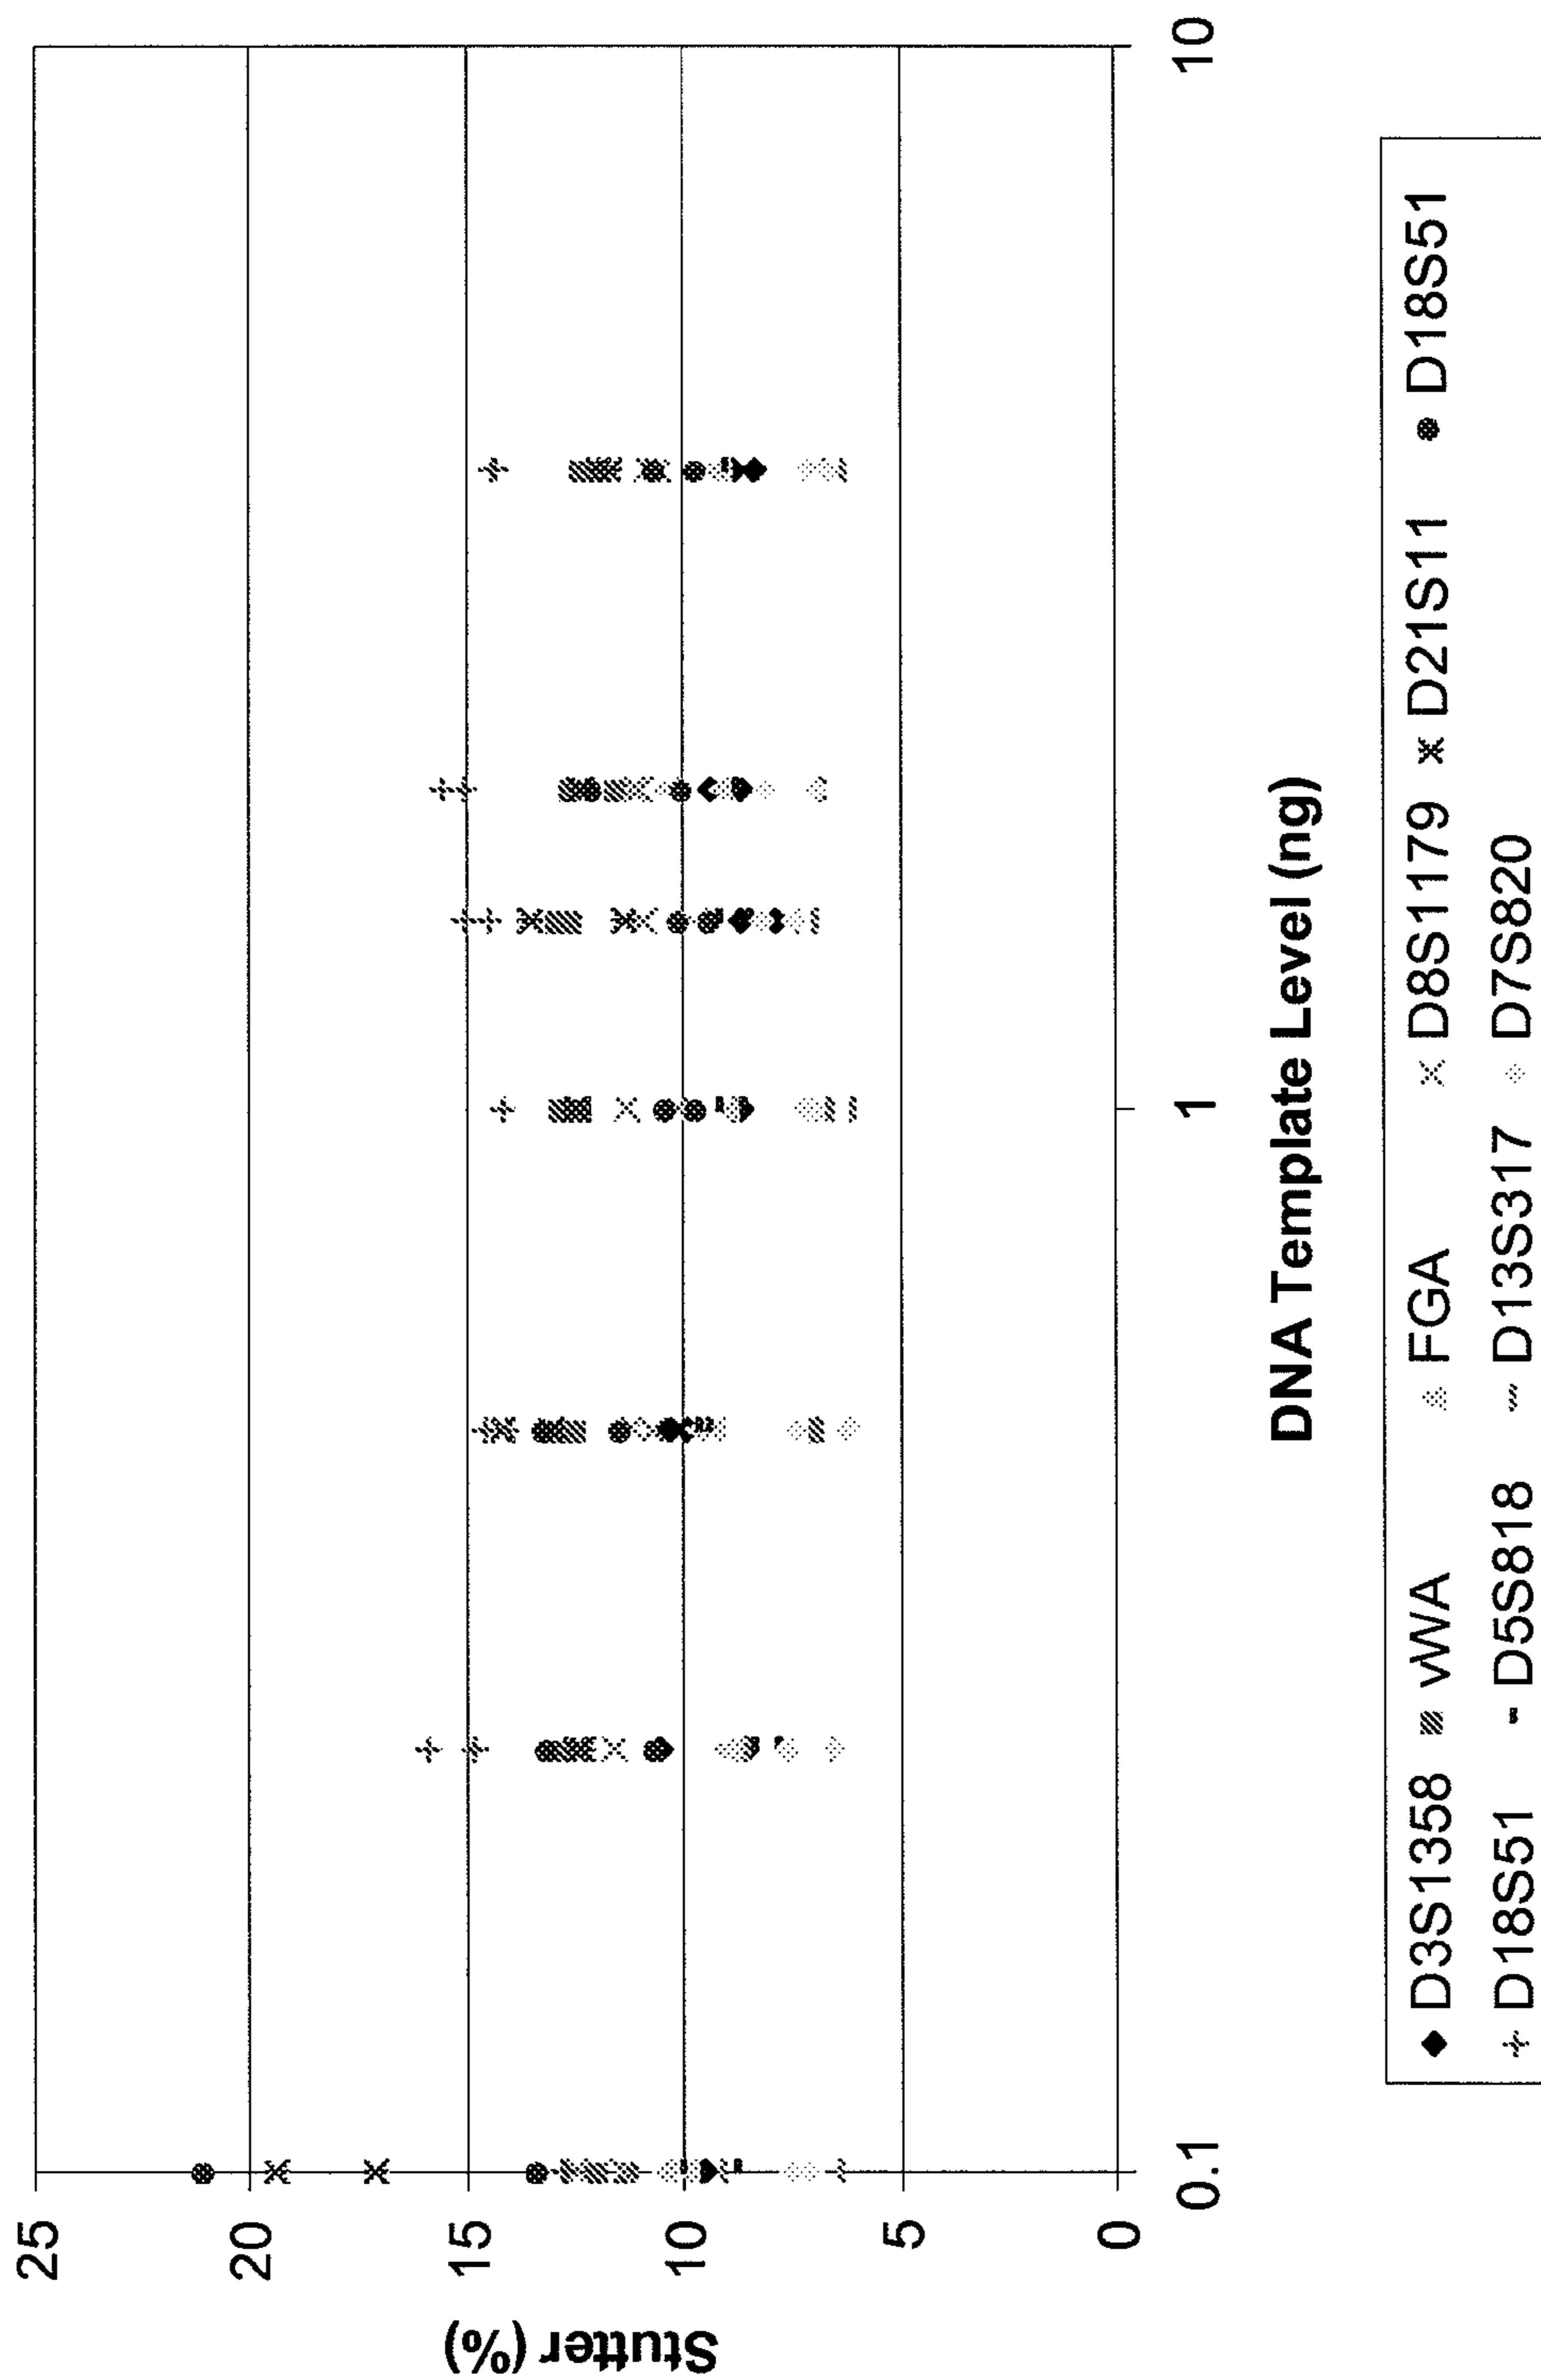 Stutter (%)
25
20
15
10
5
0
0.1
1
10
DNA Template Level (ng)
D3S1358 vWA FGA D8S1179 D21S11 D18S51
D18S51 D5S818 D13S317 D7S820